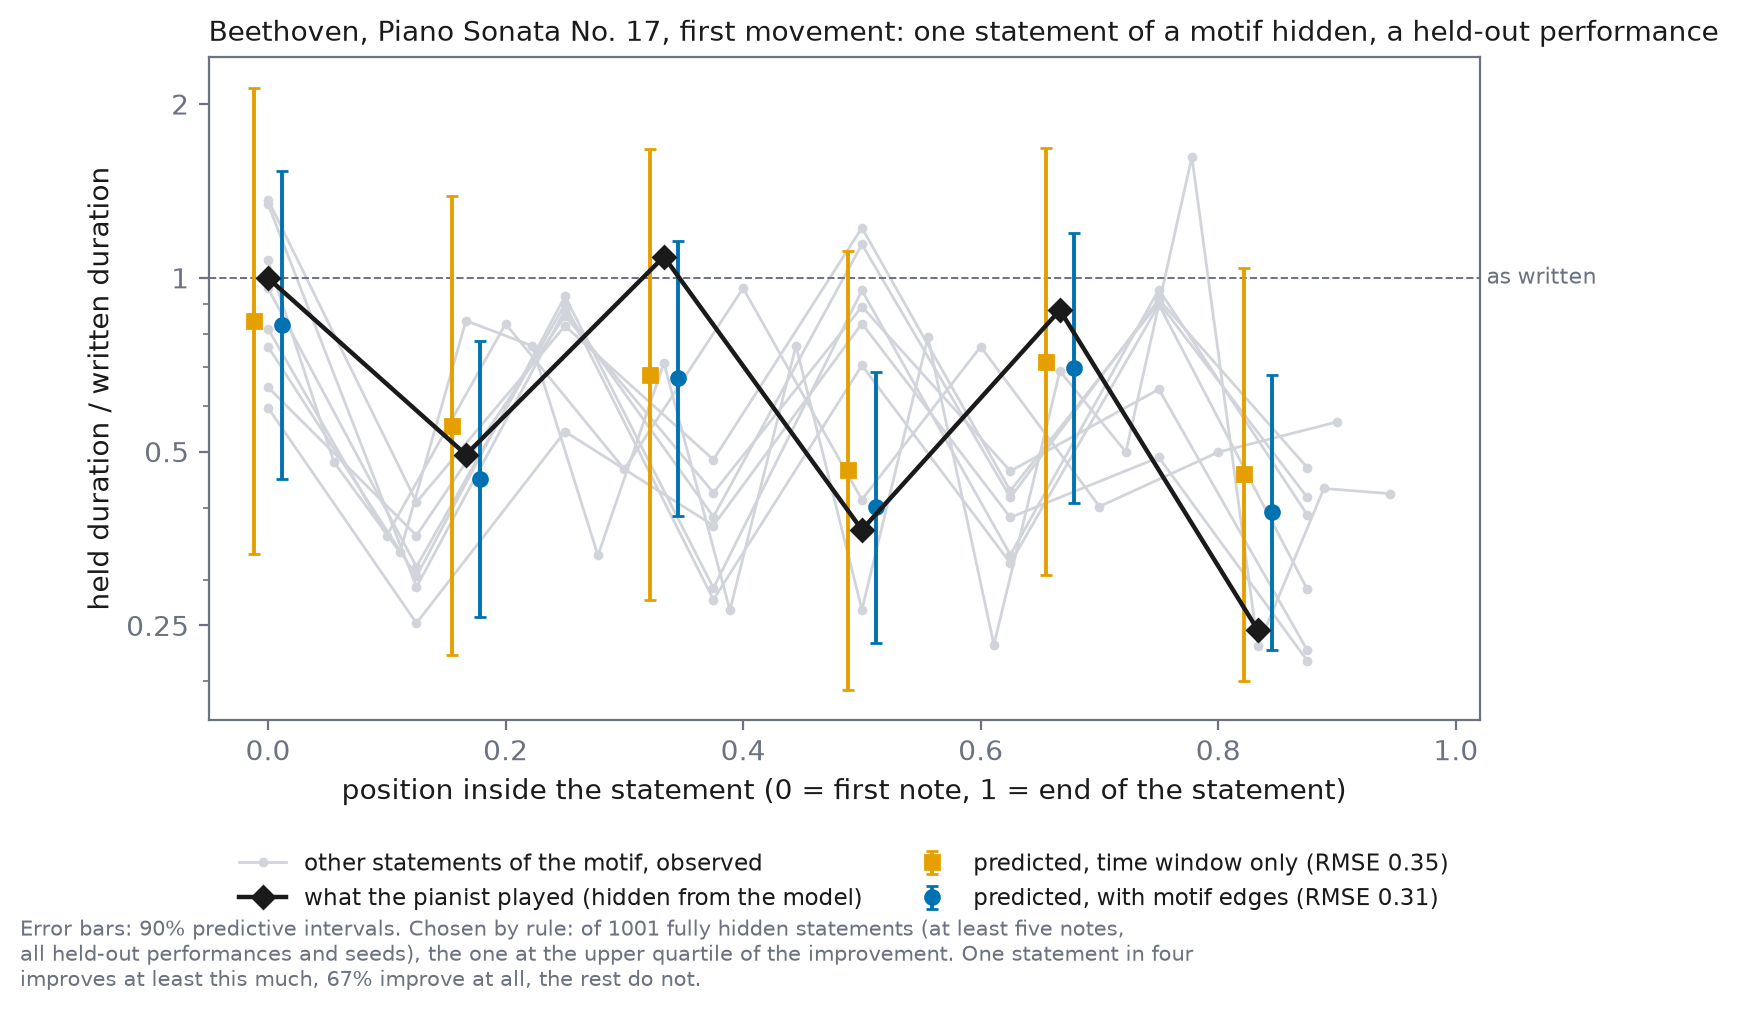 Beethoven, Piano Sonata No. 17, first movement: one statement of a motif hidden, a held-out performance
held duration / written duration
2
1
0.5
0.25
as written
0.0 0.2 0.4 0.6 0.8 1.0
position inside the statement (0 = first note, 1 = end of the statement)
other statements of the motif, observed
what the pianist played (hidden from the model)
predicted, time window only (RMSE 0.35)
predicted, with motif edges (RMSE 0.31)
Error bars: 90% predictive intervals. Chosen by rule: of 1001 fully hidden statements (at least five notes,
all held-out performances and seeds), the one at the upper quartile of the improvement. One statement in four
improves at least this much, 67% improve at all, the rest do not.